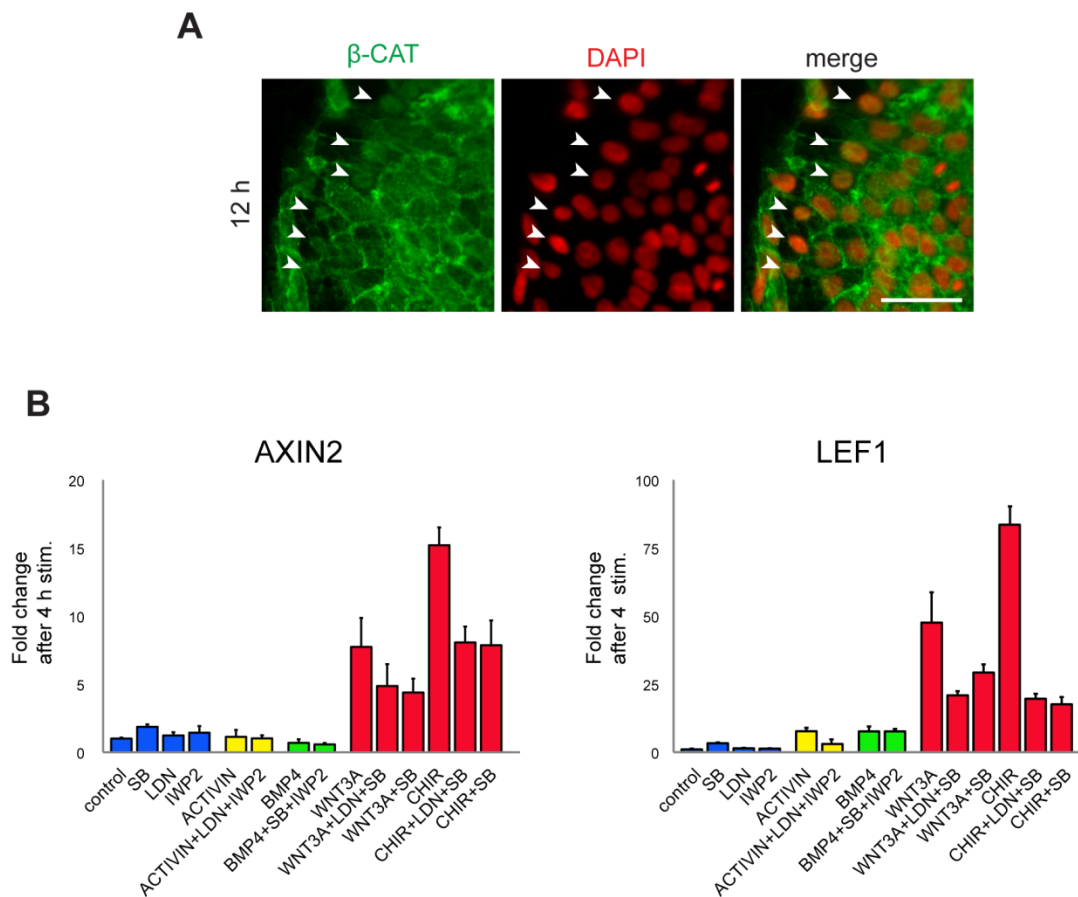 A
β-CAT
DAPI
merge
12 h
B
AXIN2
Fold change
after 4 h stim.
20
15
10
5
0
control
SB
LDN
IWP2
ACTIVIN
ACTIVIN+LDN+IWP2
BMP4
BMP4+SB+IWP2
WNT3A
WNT3A+LDN+SB
WNT3A+SB
CHIR
CHIR+LDN+SB
CHIR+SB
LEF1
Fold change
after 4 stim.
100
75
50
25
0
control
SB
LDN
IWP2
ACTIVIN
ACTIVIN+LDN+IWP2
BMP4
BMP4+SB+IWP2
WNT3A
WNT3A+LDN+SB
WNT3A+SB
CHIR
CHIR+LDN+SB
CHIR+SB